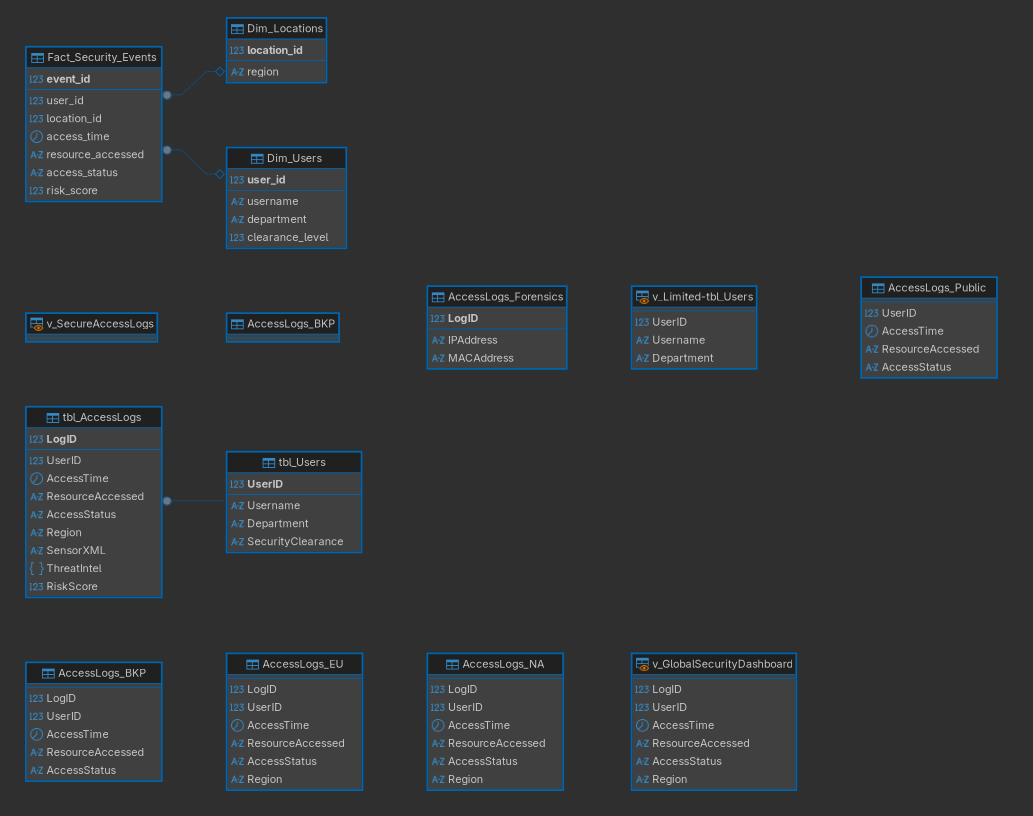 Dim_Locations
123 location_id
A-Z region
Fact_Security_Events
123 event_id
123 user_id
123 location_id
access_time
A-Z resource_accessed
A-Z access_status
123 risk_score
Dim_Users
123 user_id
A-Z username
A-Z department
123 clearance_level
v_SecureAccessLogs
AccessLogs_BKP
AccessLogs_Forensics
123 LogID
A-Z IPAddress
A-Z MACAddress
v_Limited-tbl_Users
123 UserID
A-Z Username
A-Z Department
AccessLogs_Public
123 UserID
AccessTime
A-Z ResourceAccessed
A-Z AccessStatus
tbl_AccessLogs
123 LogID
123 UserID
AccessTime
A-Z ResourceAccessed
A-Z AccessStatus
A-Z Region
A-Z SensorXML
{ } ThreatIntel
123 RiskScore
tbl_Users
123 UserID
A-Z Username
A-Z Department
A-Z SecurityClearance
AccessLogs_BKP
123 LogID
123 UserID
AccessTime
A-Z ResourceAccessed
A-Z AccessStatus
AccessLogs_EU
123 LogID
123 UserID
AccessTime
A-Z ResourceAccessed
A-Z AccessStatus
A-Z Region
AccessLogs_NA
123 LogID
123 UserID
AccessTime
A-Z ResourceAccessed
A-Z AccessStatus
A-Z Region
v_GlobalSecurityDashboard
123 LogID
123 UserID
AccessTime
A-Z ResourceAccessed
A-Z AccessStatus
A-Z Region